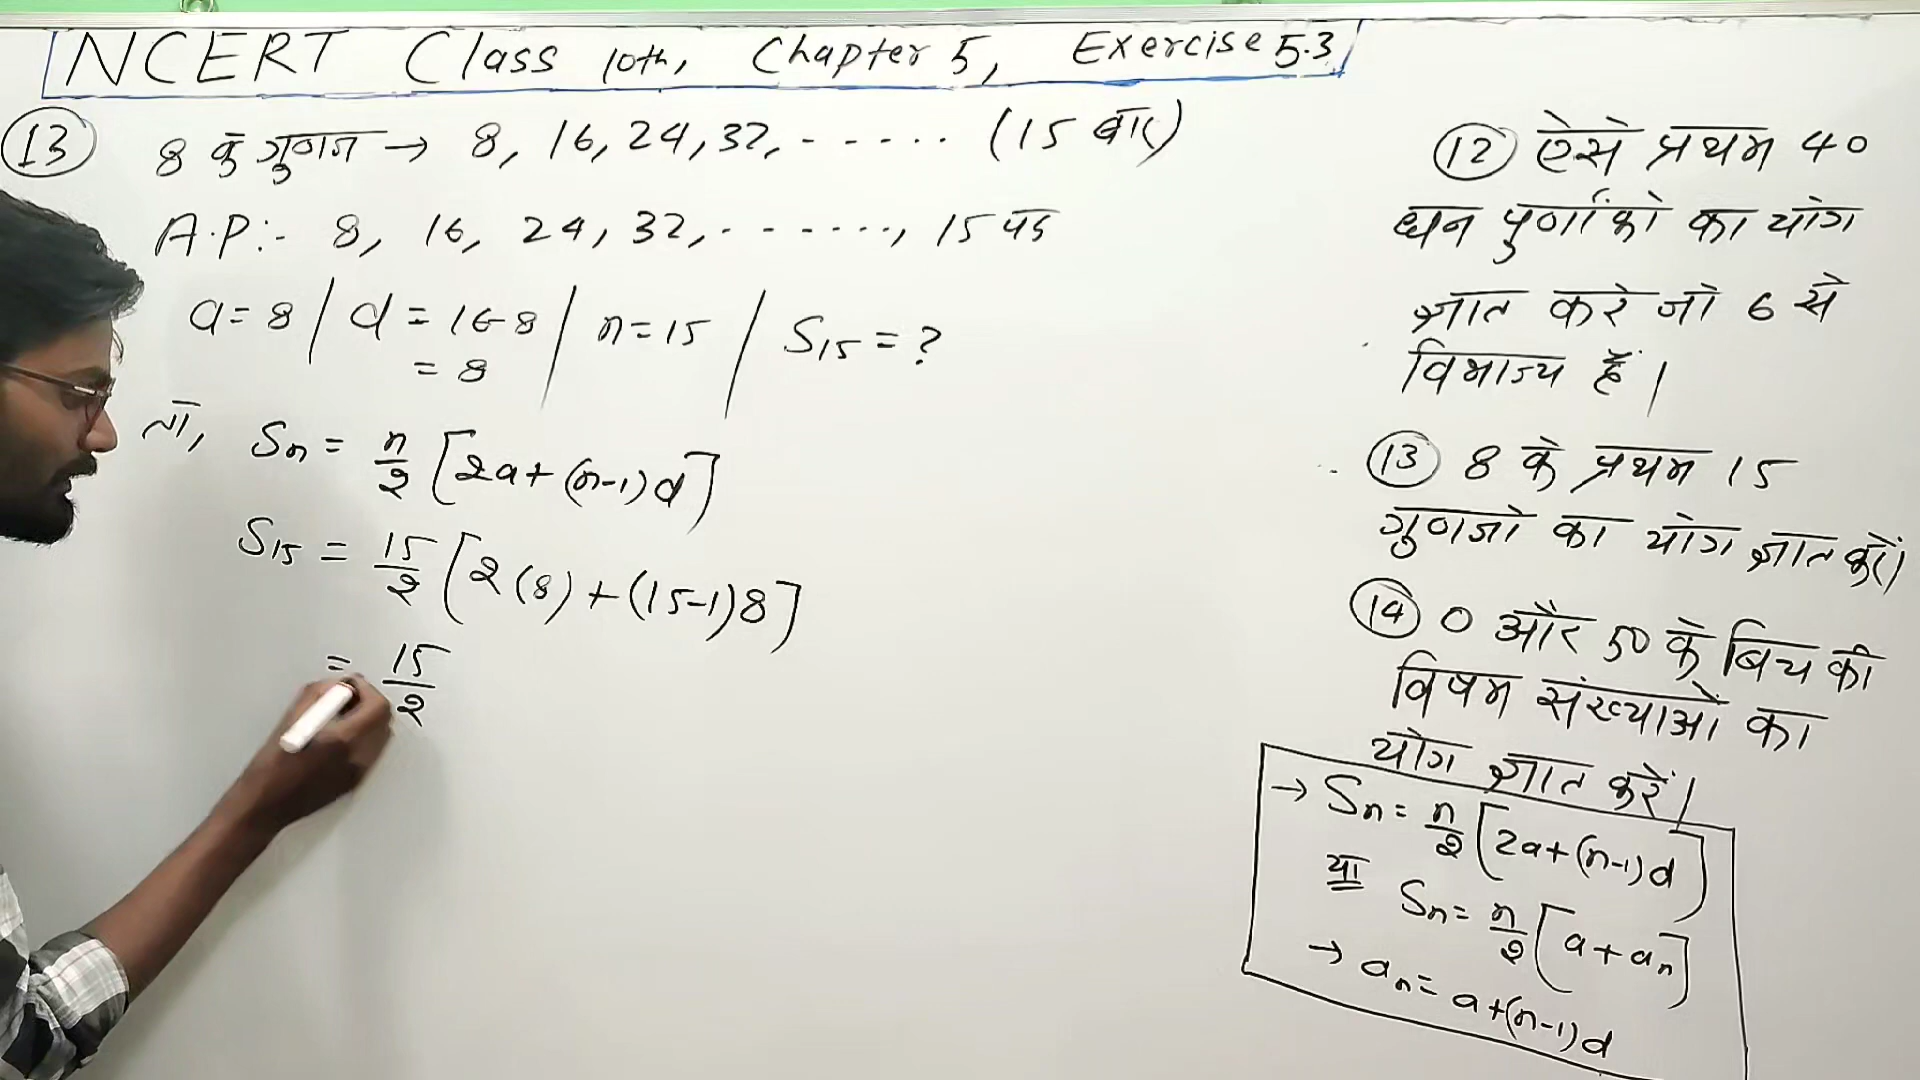 NCERT Class 10th, Chapter 5, Exercise 5.3
(13) 8 के गुणज → 8, 16, 24, 32, - - - - - - (15 बार)
A.P:- 8, 16, 24, 32, - - - - - - -, 15 पद
a = 8 / d = 16-8 / n = 15 / S15 = ?
= 8
तो, Sn = n/2 [2a + (n-1)d]
S15 = 15/2 [2(8) + (15-1)8]
= 15/2
(12) ऐसे प्रथम 40
धन पुर्णांको का योग
ज्ञात करे जो 6 से
विभाज्य हैं।
(13) 8 के प्रथम 15
गुणजो का योग ज्ञात करें।
(14) 0 और 50 के बिच की
विषम संख्याओं का
योग ज्ञात करें।
→ Sn = n/2 [2a + (n-1)d]
या
Sn = n/2 [a + an]
→ an = a + (n-1)d